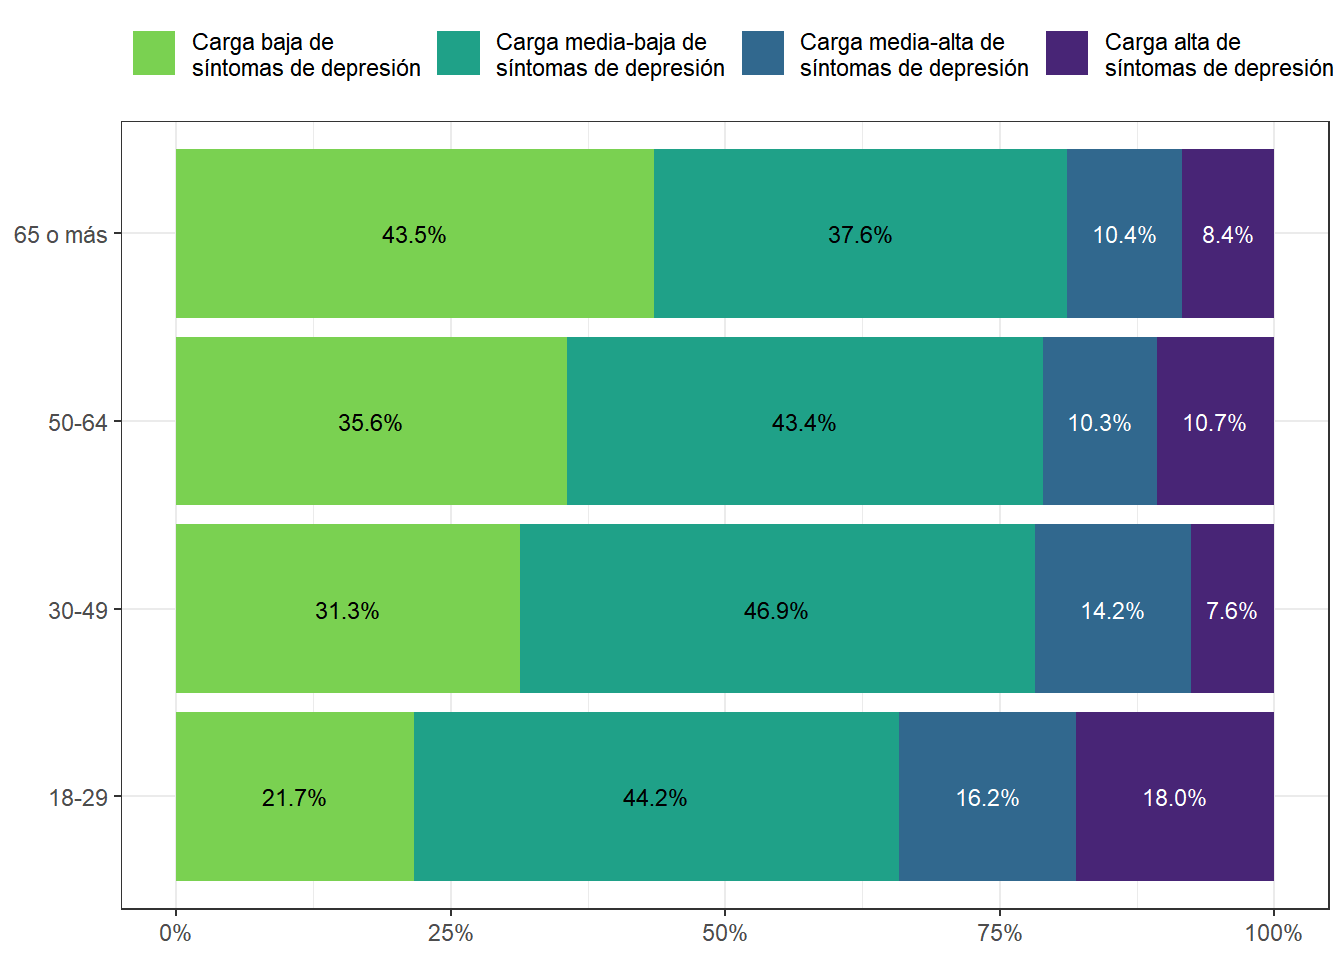 Carga baja de
síntomas de depresión
Carga media-baja de
síntomas de depresión
Carga media-alta de
síntomas de depresión
Carga alta de
síntomas de depresión
65 o más
43.5%
37.6%
10.4%
8.4%
50-64
35.6%
43.4%
10.3%
10.7%
30-49
31.3%
46.9%
14.2%
7.6%
18-29
21.7%
44.2%
16.2%
18.0%
0%
25%
50%
75%
100%